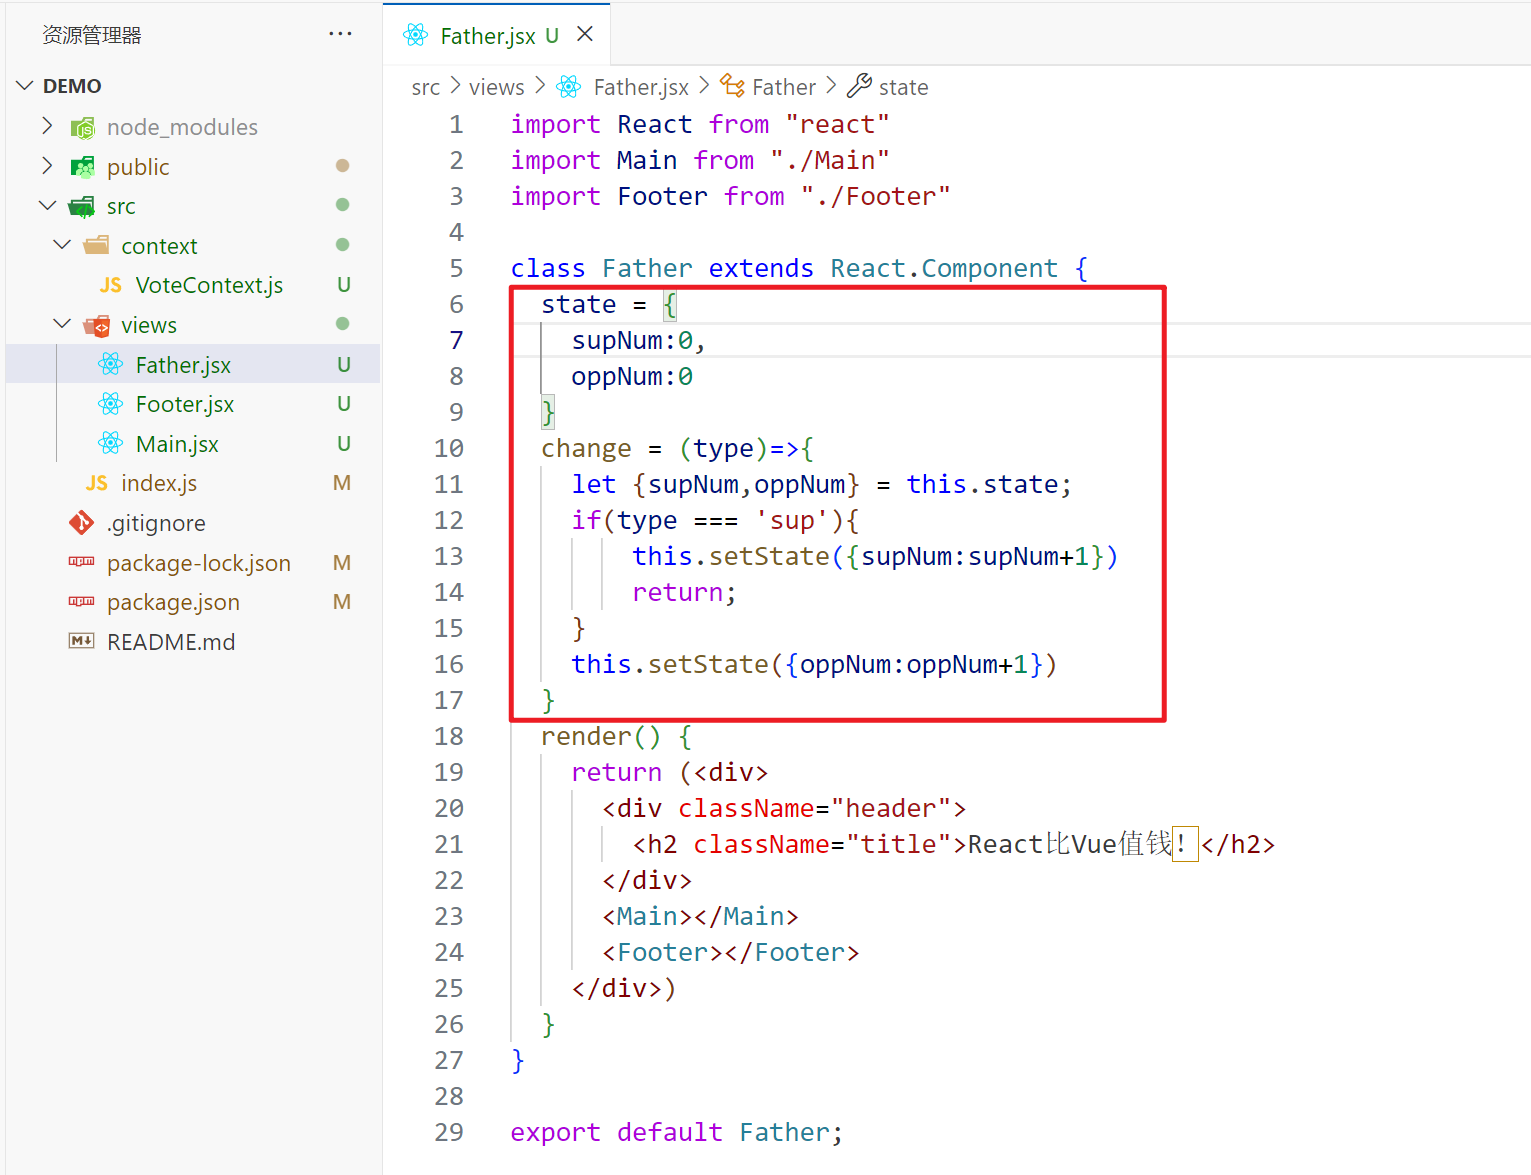 资源管理器
DEMO
node_modules
public
src
context
JS VoteContext.js U
views
Father.jsx U
Footer.jsx U
Main.jsx U
JS index.js M
.gitignore
package-lock.json M
package.json M
README.md
Father.jsx U
src > views > Father.jsx > Father > state
1 import React from "react"
2 import Main from "./Main"
3 import Footer from "./Footer"
4
5 class Father extends React.Component {
6 state = {
7 supNum:0,
8 oppNum:0
9 }
10 change = (type)=>{
11 let {supNum,oppNum} = this.state;
12 if(type === 'sup'){
13 this.setState({supNum:supNum+1})
14 return;
15 }
16 this.setState({oppNum:oppNum+1})
17 }
18 render() {
19 return (<div>
20 <div className="header">
21 <h2 className="title">React比Vue值钱！</h2>
22 </div>
23 <Main></Main>
24 <Footer></Footer>
25 </div>)
26 }
27 }
28
29 export default Father;